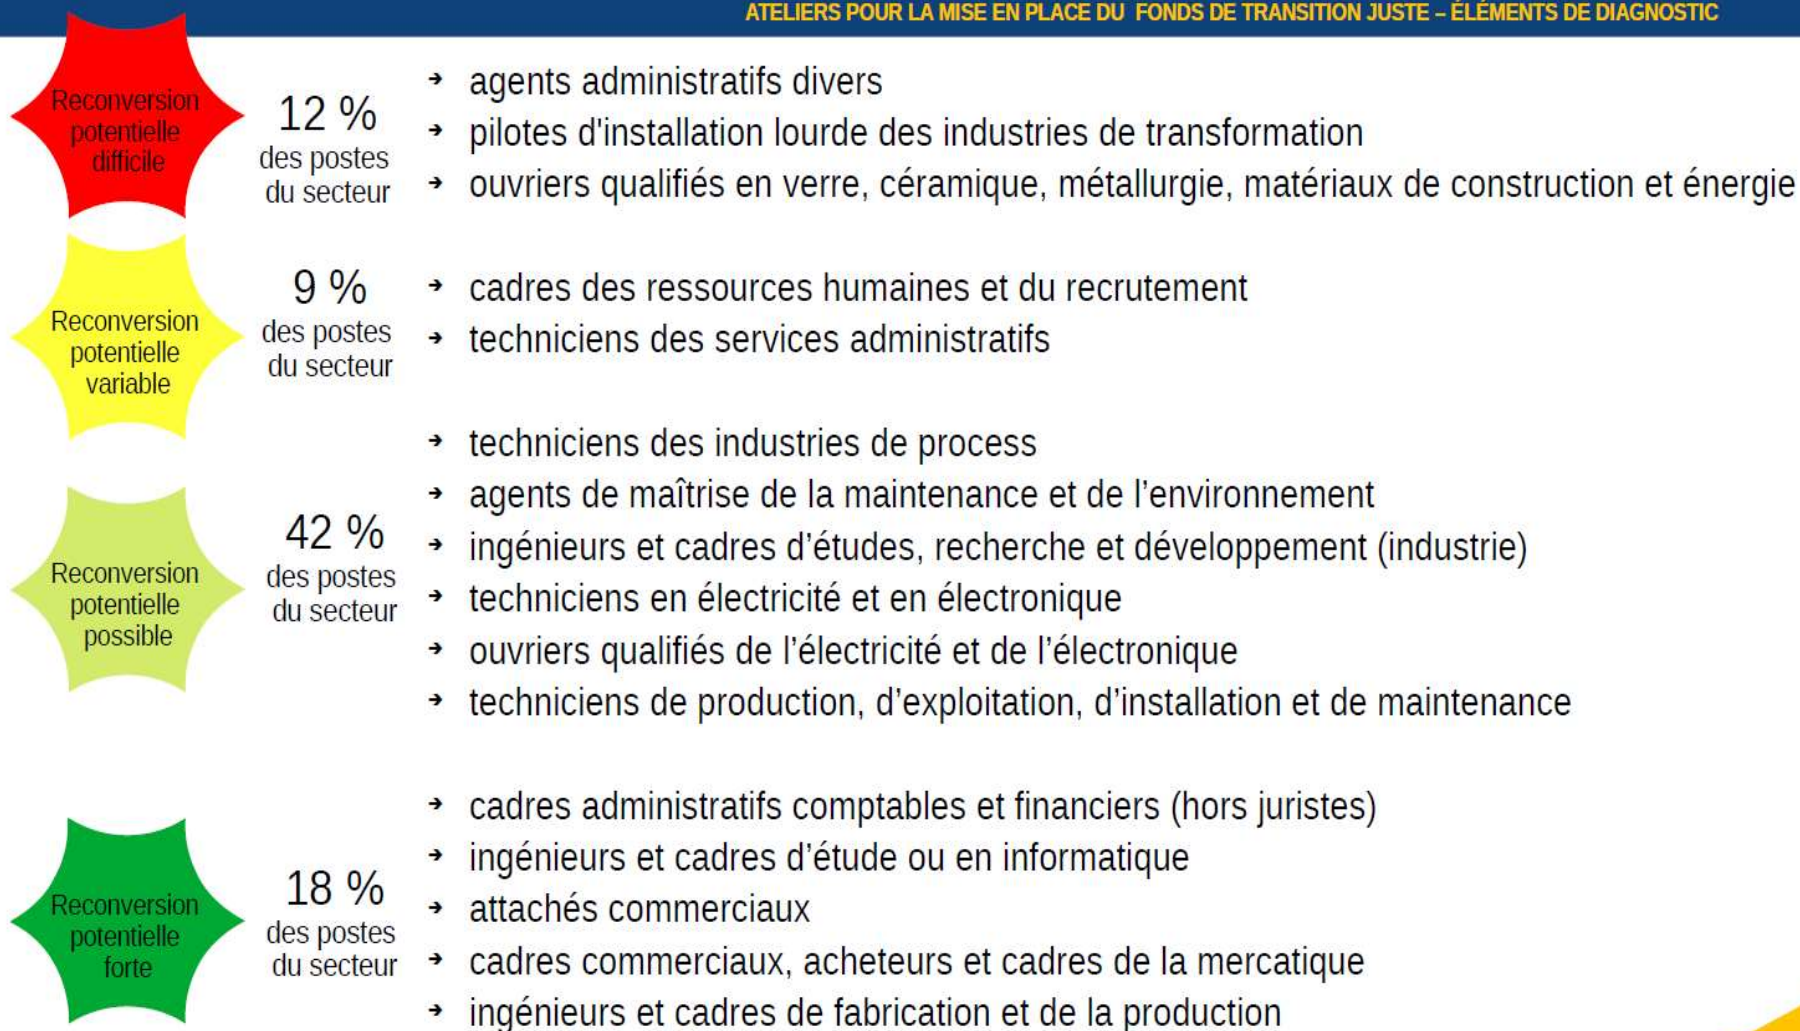 ATELIERS POUR LA MISE EN PLACE DU FONDS DE TRANSITION JUSTE – ÉLÉMENTS DE DIAGNOSTIC
Reconversion
potentielle
difficile
12 %
des postes
du secteur
➔ agents administratifs divers
➔ pilotes d'installation lourde des industries de transformation
➔ ouvriers qualifiés en verre, céramique, métallurgie, matériaux de construction et énergie
Reconversion
potentielle
variable
9 %
des postes
du secteur
➔ cadres des ressources humaines et du recrutement
➔ techniciens des services administratifs
Reconversion
potentielle
possible
42 %
des postes
du secteur
➔ techniciens des industries de process
➔ agents de maîtrise de la maintenance et de l’environnement
➔ ingénieurs et cadres d’études, recherche et développement (industrie)
➔ techniciens en électricité et en électronique
➔ ouvriers qualifiés de l’électricité et de l’électronique
➔ techniciens de production, d’exploitation, d’installation et de maintenance
Reconversion
potentielle
forte
18 %
des postes
du secteur
➔ cadres administratifs comptables et financiers (hors juristes)
➔ ingénieurs et cadres d’étude ou en informatique
➔ attachés commerciaux
➔ cadres commerciaux, acheteurs et cadres de la mercatique
➔ ingénieurs et cadres de fabrication et de la production